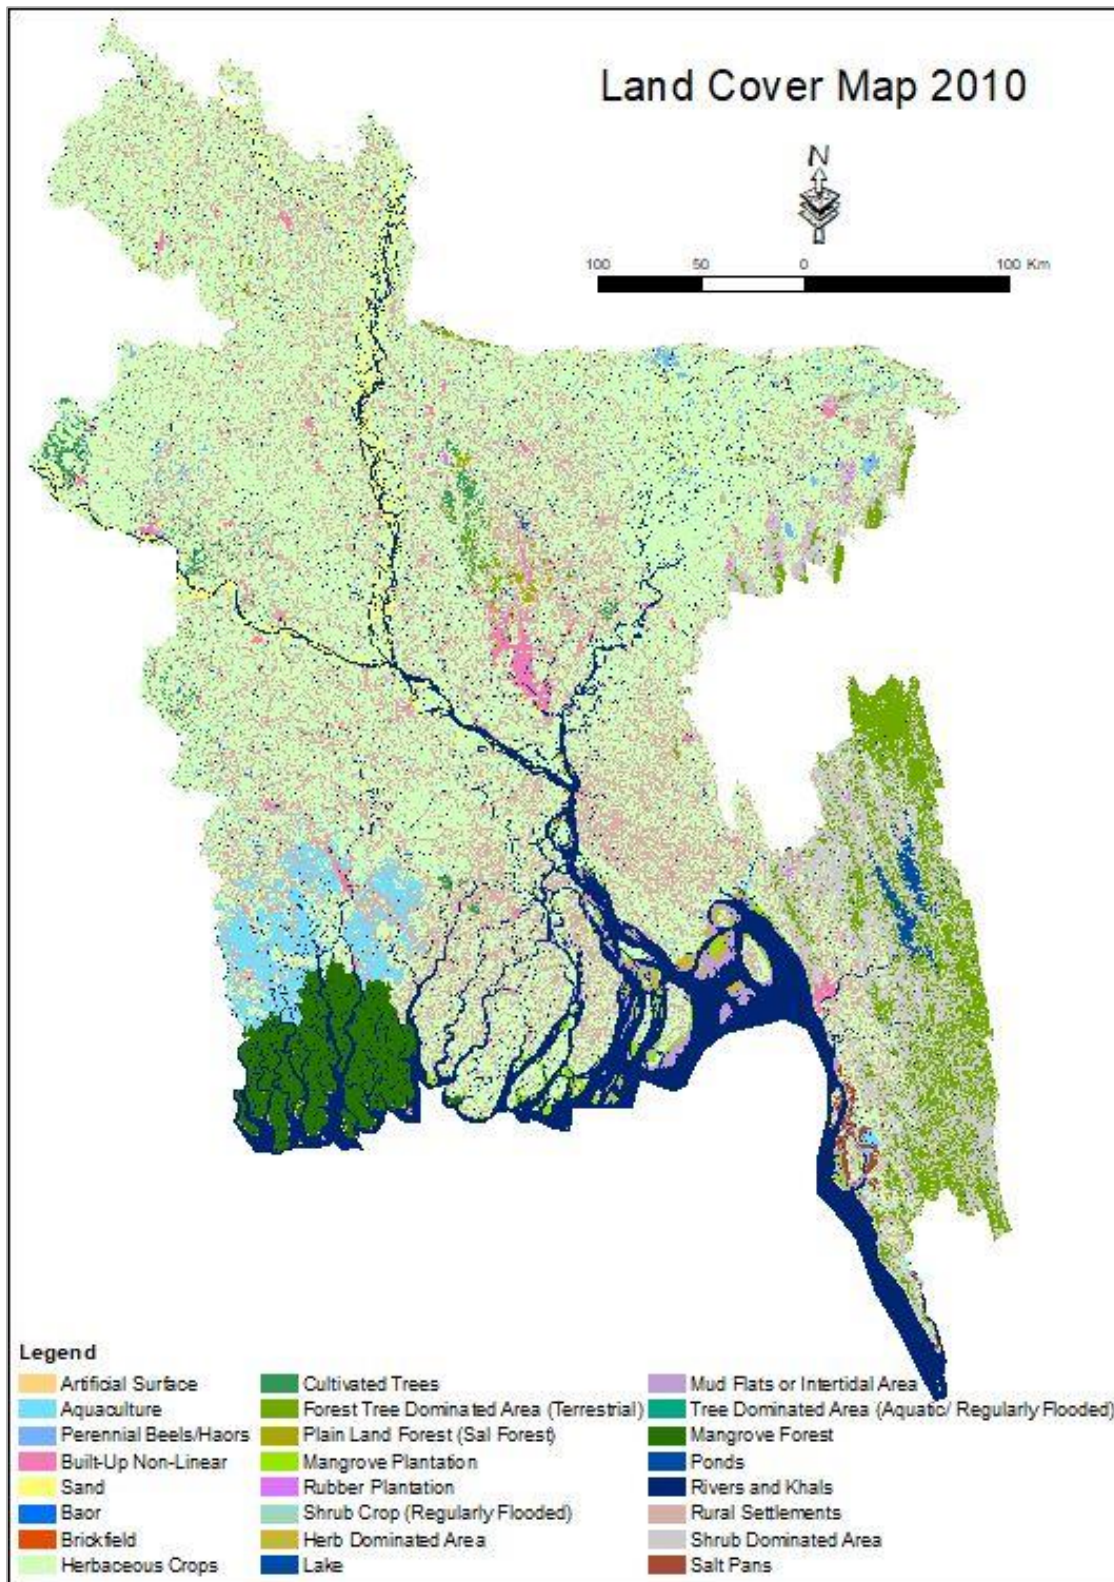 Land Cover Map 2010
N
100 50 0 100 Km
Legend
Artificial Surface
Aquaculture
Perennial Beels/Haors
Built-Up Non-Linear
Sand
Baor
Brickfield
Herbaceous Crops
Cultivated Trees
Forest Tree Dominated Area (Terrestrial)
Plain Land Forest (Sal Forest)
Mangrove Plantation
Rubber Plantation
Shrub Crop (Regularly Flooded)
Herb Dominated Area
Lake
Mud Flats or Intertidal Area
Tree Dominated Area (Aquatic/ Regularly Flooded)
Mangrove Forest
Ponds
Rivers and Khals
Rural Settlements
Shrub Dominated Area
Salt Pans